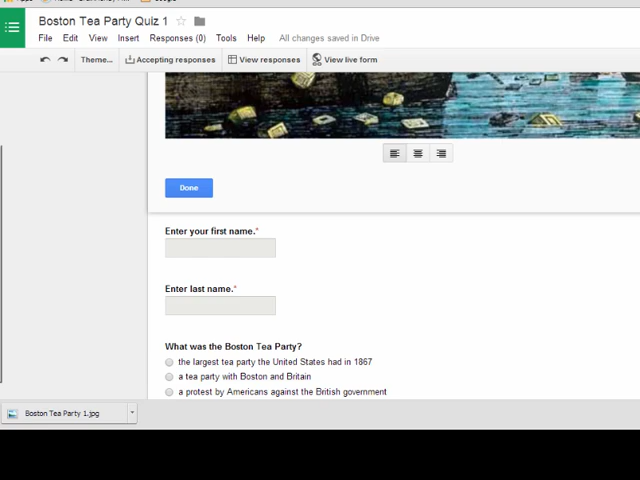 Boston Tea Party Quiz 1
File Edit View Insert Responses (0) Tools Help All changes saved in Drive
Theme... Accepting responses View responses View live form
Done
Enter your first name.*
Enter last name.*
What was the Boston Tea Party?
the largest tea party the United States had in 1867
a tea party with Boston and Britain
a protest by Americans against the British government
Boston Tea Party 1.jpg